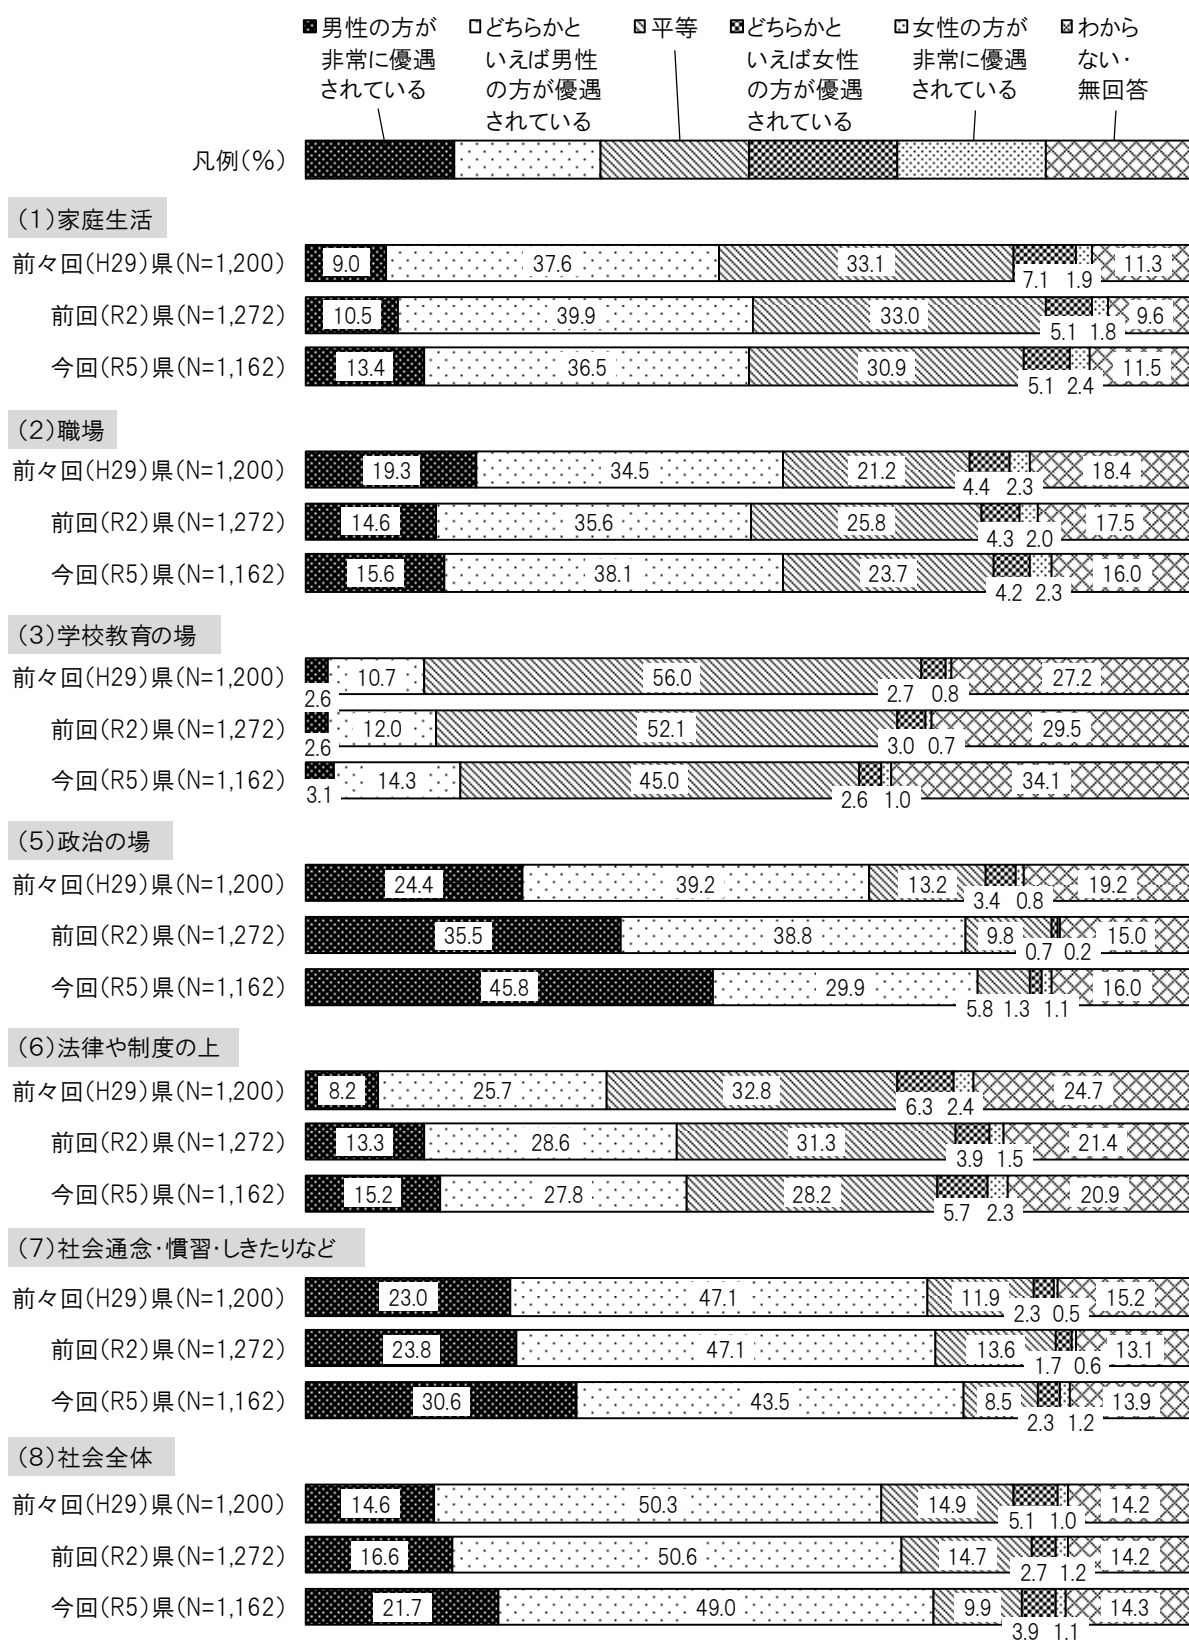 男性の方が
非常に優遇
されている
どちらかと
いえば男性
の方が優遇
されている
平等
どちらかと
いえば女性
の方が優遇
されている
女性の方が
非常に優遇
されている
わから
ない・
無回答
凡例(%)
(1)家庭生活
前々回(H29)県(N=1,200) 9.0 37.6 33.1 7.1 1.9 11.3
前回(R2)県(N=1,272) 10.5 39.9 33.0 5.1 1.8 9.6
今回(R5)県(N=1,162) 13.4 36.5 30.9 5.1 2.4 11.5
(2)職場
前々回(H29)県(N=1,200) 19.3 34.5 21.2 4.4 2.3 18.4
前回(R2)県(N=1,272) 14.6 35.6 25.8 4.3 2.0 17.5
今回(R5)県(N=1,162) 15.6 38.1 23.7 4.2 2.3 16.0
(3)学校教育の場
前々回(H29)県(N=1,200) 2.6 10.7 56.0 2.7 0.8 27.2
前回(R2)県(N=1,272) 2.6 12.0 52.1 3.0 0.7 29.5
今回(R5)県(N=1,162) 3.1 14.3 45.0 2.6 1.0 34.1
(5)政治の場
前々回(H29)県(N=1,200) 24.4 39.2 13.2 3.4 0.8 19.2
前回(R2)県(N=1,272) 35.5 38.8 9.8 0.7 0.2 15.0
今回(R5)県(N=1,162) 45.8 29.9 5.8 1.3 1.1 16.0
(6)法律や制度の上
前々回(H29)県(N=1,200) 8.2 25.7 32.8 6.3 2.4 24.7
前回(R2)県(N=1,272) 13.3 28.6 31.3 3.9 1.5 21.4
今回(R5)県(N=1,162) 15.2 27.8 28.2 5.7 2.3 20.9
(7)社会通念・慣習・しきたりなど
前々回(H29)県(N=1,200) 23.0 47.1 11.9 2.3 0.5 15.2
前回(R2)県(N=1,272) 23.8 47.1 13.6 1.7 0.6 13.1
今回(R5)県(N=1,162) 30.6 43.5 8.5 2.3 1.2 13.9
(8)社会全体
前々回(H29)県(N=1,200) 14.6 50.3 14.9 5.1 1.0 14.2
前回(R2)県(N=1,272) 16.6 50.6 14.7 2.7 1.2 14.2
今回(R5)県(N=1,162) 21.7 49.0 9.9 3.9 1.1 14.3